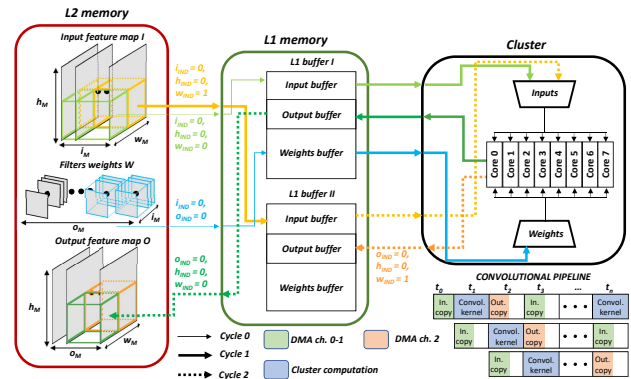 L2 memory
Input feature map I
h_M
i_M
w_M
Filters weights W
o_M
i_M
Output feature map O
h_M
o_M
w_M
i_IND = 0,
h_IND = 0,
w_IND = 1
i_IND = 0,
h_IND = 0,
w_IND = 0
i_IND = 0,
o_IND = 0
o_IND = 0,
h_IND = 0,
w_IND = 0
L1 memory
L1 buffer I
Input buffer
Output buffer
Weights buffer
L1 buffer II
Input buffer
Output buffer
Weights buffer
Cluster
Inputs
Core 0
Core 1
Core 2
Core 3
Core 4
Core 5
Core 6
Core 7
Weights
o_IND = 0,
h_IND = 0,
w_IND = 1
Cycle 0
Cycle 1
Cycle 2
DMA ch. 0-1
DMA ch. 2
Cluster computation
CONVOLUTIONAL PIPELINE
t_0 t_1 t_2 t_3 ... t_n
In. copy Convol. kernel Out. copy In. copy • • • Convol. kernel
In. copy Convol. kernel Out. copy • • • In. copy
In. copy Convol. kernel • • • Out. copy